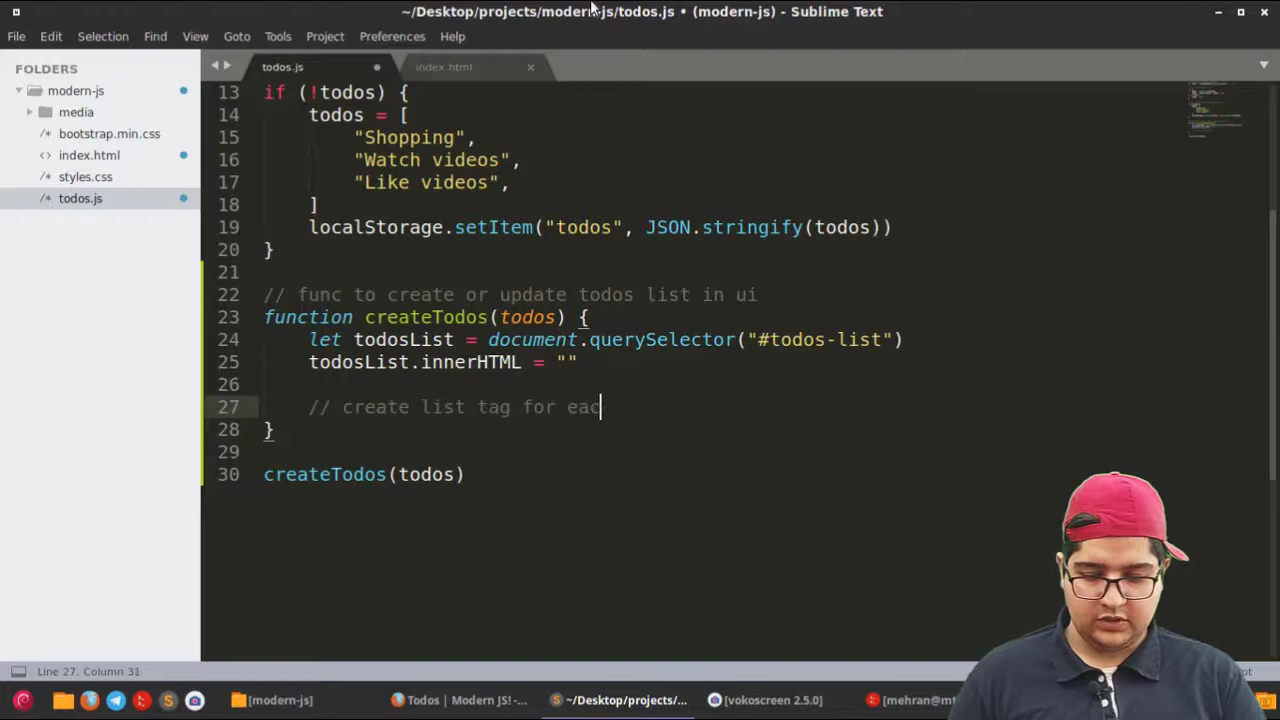 ~/Desktop/projects/modern-js/todos.js • (modern-js) - Sublime Text
File Edit Selection Find View Goto Tools Project Preferences Help
FOLDERS
modern-js
media
bootstrap.min.css
index.html
styles.css
todos.js
todos.js index.html
13 if (!todos) {
14 todos = [
15 "Shopping",
16 "Watch videos",
17 "Like videos",
18 ]
19 localStorage.setItem("todos", JSON.stringify(todos))
20 }
21
22 // func to create or update todos list in ui
23 function createTodos(todos) {
24 let todosList = document.querySelector("#todos-list")
25 todosList.innerHTML = ""
26
27 // create list tag for eac
28 }
29
30 createTodos(todos)
Line 27, Column 31
[modern-js] Todos | Modern JS! -... ~/Desktop/projects/... [vokoscreen 2.5.0]